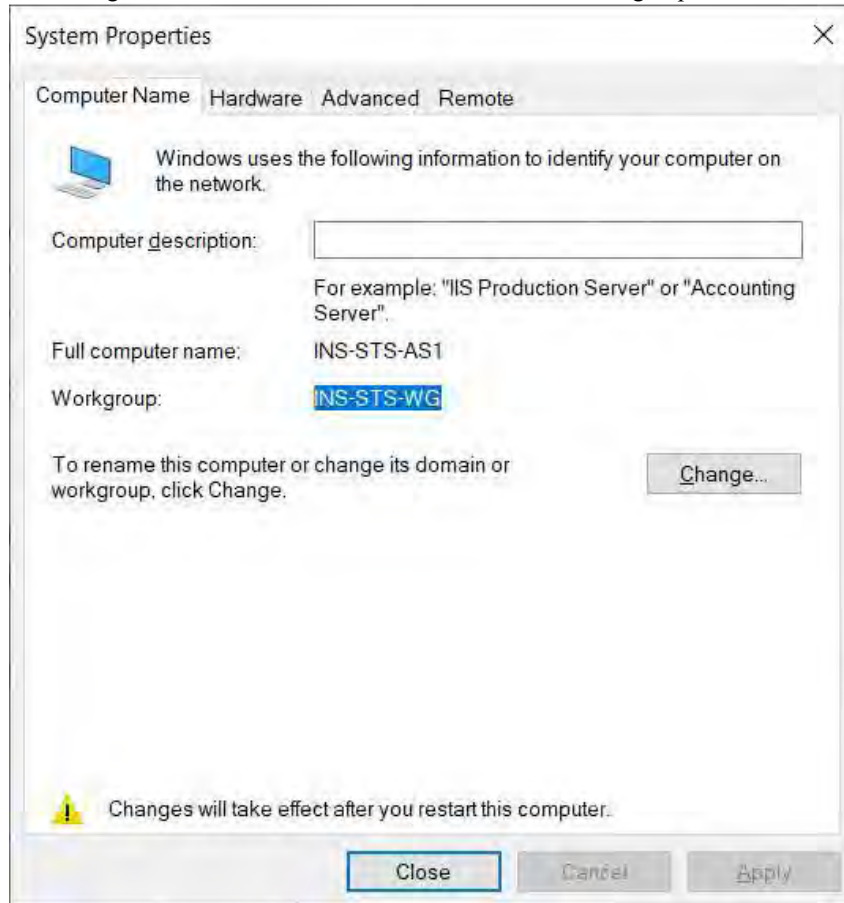 System Properties
Computer Name Hardware Advanced Remote
Windows uses the following information to identify your computer on
the network.
Computer description:
For example: "IIS Production Server" or "Accounting
Server".
Full computer name: INS-STS-AS1
Workgroup: INS-STS-WG
To rename this computer or change its domain or
workgroup, click Change.
Change...
Changes will take effect after you restart this computer.
Close Cancel Apply